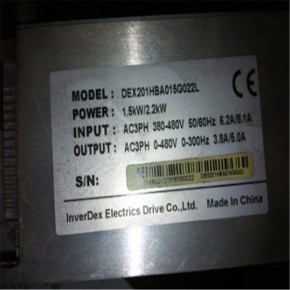 MODEL : DEX201HBA015G022L
POWER : 1.5kW/2.2kW
INPUT : AC3PH 380-480V 50/60Hz 6.2A/8.1A
OUTPUT : AC3PH 0-480V 0-300Hz 3.8A/5.0A
S/N:
DEX201HBA015G022L
InverDex Electrics Drive Co.,Ltd. Made In China
CE